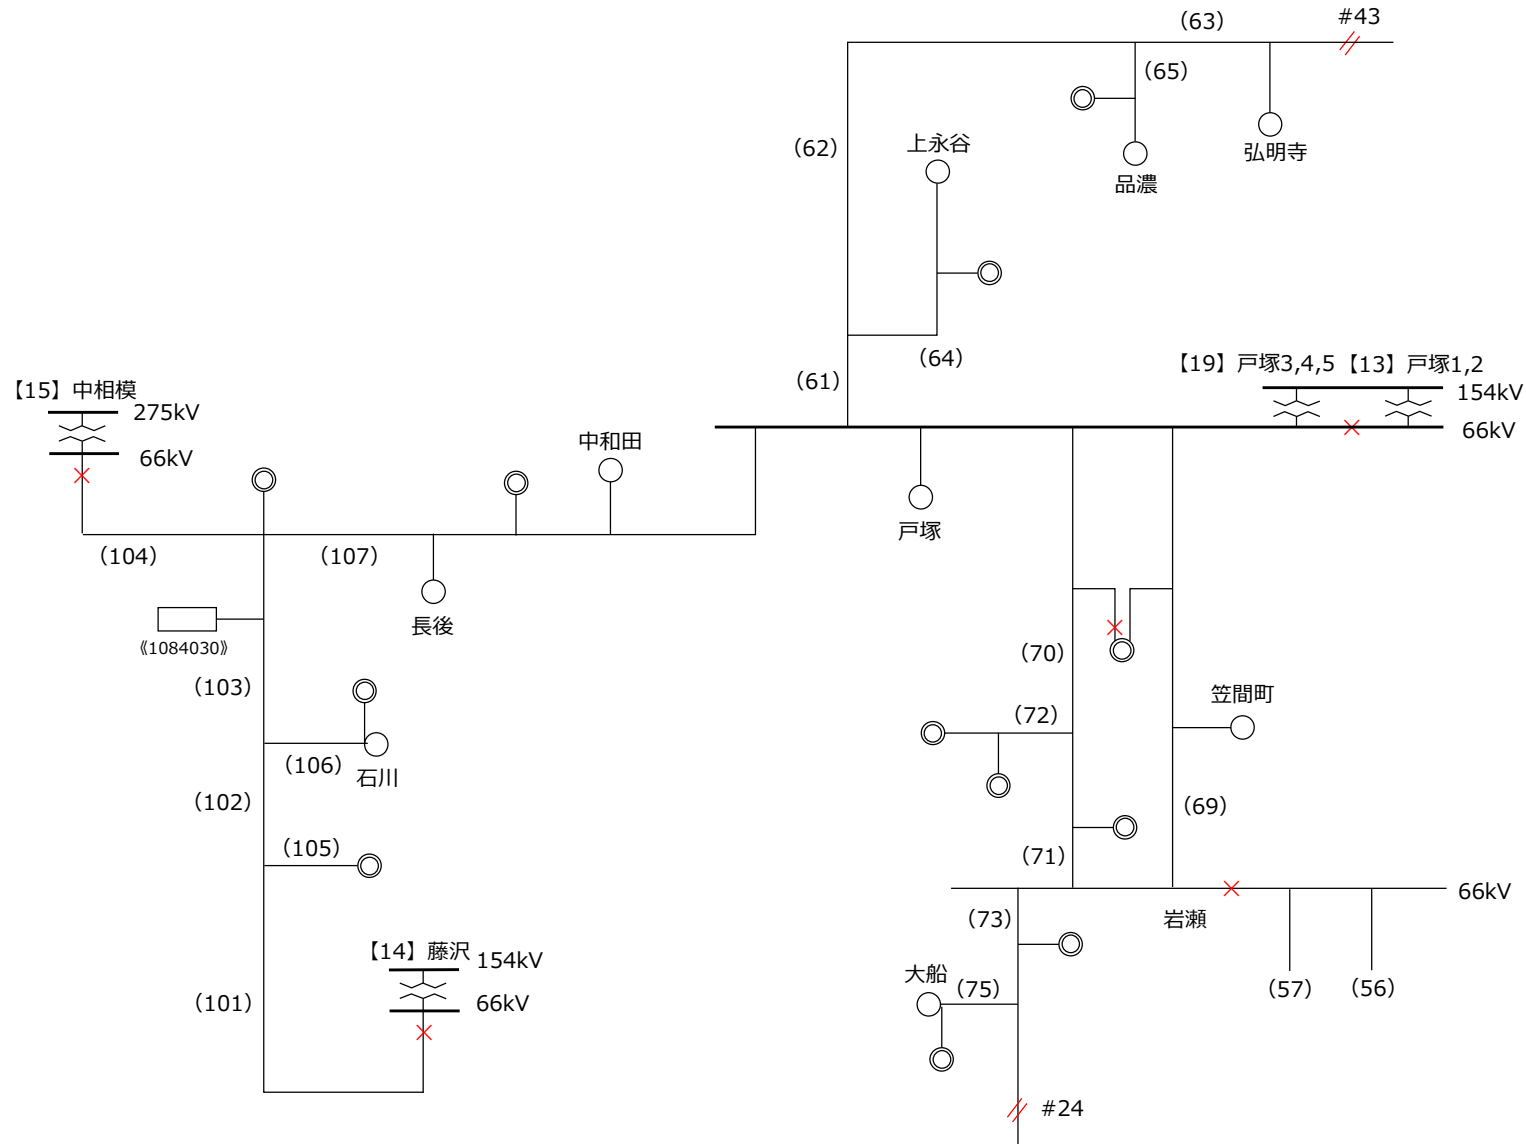 (63)
#43
(65)
(62)
上永谷
弘明寺
品濃
(64)
【19】戸塚3,4,5
【13】戸塚1,2
(61)
【15】中相模
154kV
275kV
66kV
中和田
66kV
戸塚
(104)
(107)
長後
《1084030》
(70)
(103)
笠間町
(72)
(106)
石川
(102)
(69)
(105)
(71)
66kV
(73)
岩瀬
【14】藤沢
154kV
大船
(75)
(57)
(56)
(101)
66kV
#24